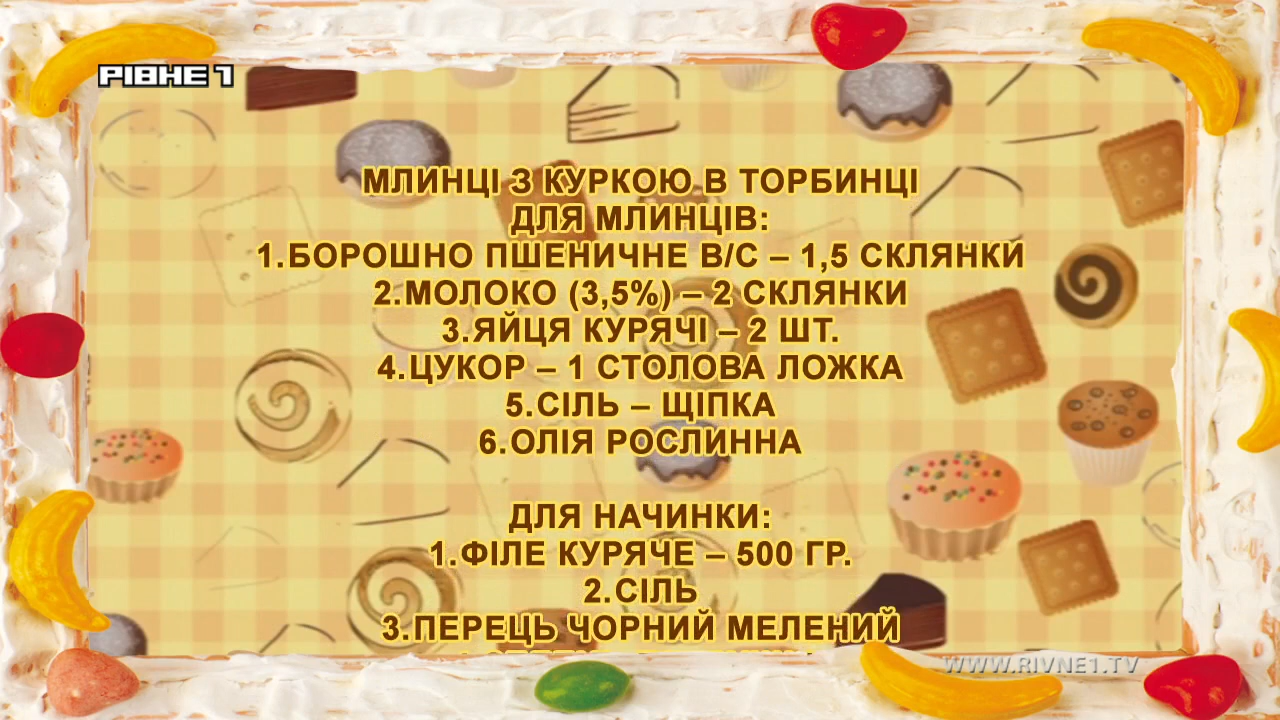 РІВНЕ 1
МЛИНЦІ З КУРКОЮ В ТОРБИНЦІ
ДЛЯ МЛИНЦІВ:
1.БОРОШНО ПШЕНИЧНЕ В/С – 1,5 СКЛЯНКИ
2.МОЛОКО (3,5%) – 2 СКЛЯНКИ
3.ЯЙЦЯ КУРЯЧІ – 2 ШТ.
4.ЦУКОР – 1 СТОЛОВА ЛОЖКА
5.СІЛЬ – ЩІПКА
6.ОЛІЯ РОСЛИННА
ДЛЯ НАЧИНКИ:
1.ФІЛЕ КУРЯЧЕ – 500 ГР.
2.СІЛЬ
3.ПЕРЕЦЬ ЧОРНИЙ МЕЛЕНИЙ
WWW.RIVNE1.TV